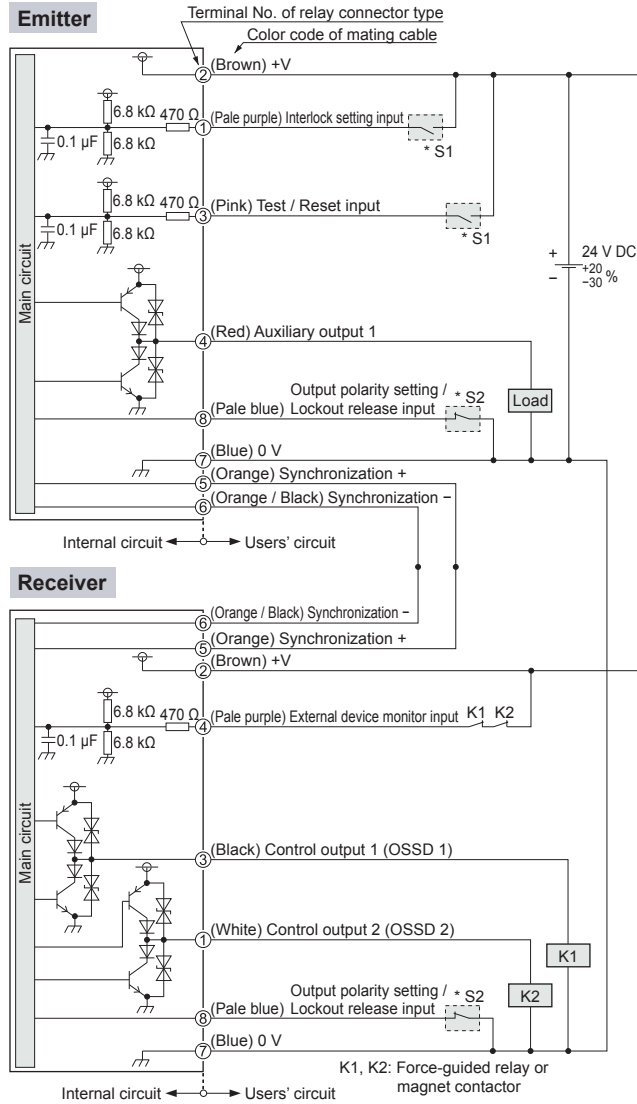 Emitter
Terminal No. of relay connector type
Color code of mating cable
② (Brown) +V
6.8 kΩ 470 Ω ① (Pale purple) Interlock setting input
0.1 µF 6.8 kΩ
* S1
6.8 kΩ 470 Ω ③ (Pink) Test / Reset input
0.1 µF 6.8 kΩ
* S1
+ 24 V DC
− +20 −30 %
Main circuit
④ (Red) Auxiliary output 1
Load
Output polarity setting / * S2
⑧ (Pale blue) Lockout release input
⑦ (Blue) 0 V
⑤ (Orange) Synchronization +
⑥ (Orange / Black) Synchronization −
Internal circuit Users' circuit
Receiver
⑥ (Orange / Black) Synchronization −
⑤ (Orange) Synchronization +
② (Brown) +V
6.8 kΩ 470 Ω ④ (Pale purple) External device monitor input K1 K2
0.1 µF 6.8 kΩ
Main circuit
③ (Black) Control output 1 (OSSD 1)
① (White) Control output 2 (OSSD 2)
K1
K2
Output polarity setting / * S2
⑧ (Pale blue) Lockout release input
⑦ (Blue) 0 V
K1, K2: Force-guided relay or
magnet contactor
Internal circuit Users' circuit